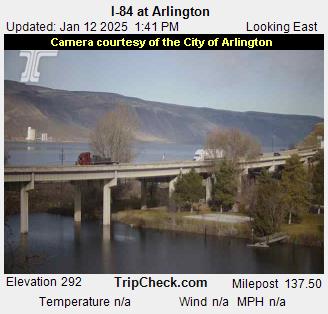 I-84 at Arlington
Updated: Jan 12 2025 1:41 PM Looking East
Camera courtesy of the City of Arlington
Elevation 292 TripCheck.com Milepost 137.50
Temperature n/a Wind n/a MPH n/a